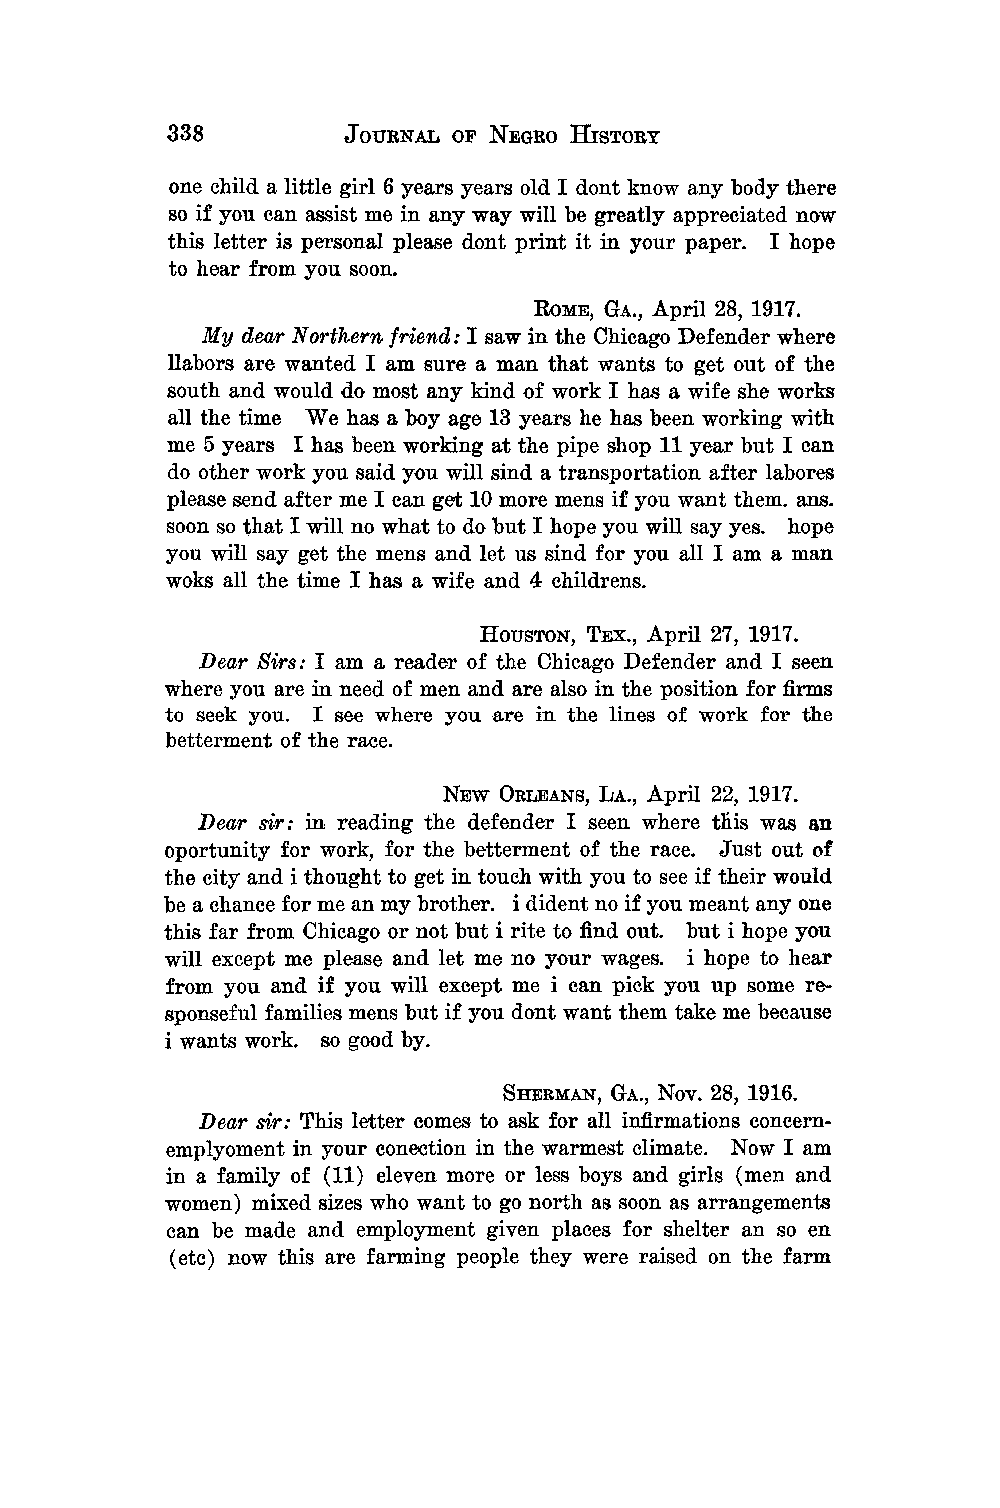 338 JOURNAL OF NEGRO HISTORY
one child a little girl 6 years years old I dont know any body there
so if you can assist me in any way will be greatly appreciated now
this letter is personal please dont print it in your paper. I hope
to hear from you soon.
ROME, GA., April 28, 1917.
My dear Northern friend: I saw in the Chicago Defender where
llabors are wanted I am sure a man that wants to get out of the
south and would do most any kind of work I has a wife she works
all the time We has a boy age 13 years he has been working with
me 5 years I has been working at the pipe shop 11 year but I can
do other work you said you will sind a transportation after labores
please send after me I can get 10 more mens if you want them. ans.
soon so that I will no what to do but I hope you will say yes. hope
you will say get the mens and let us sind for you all I am a man
woks all the time I has a wife and 4 childrens.
HOUSTON, TEX., April 27, 1917.
Dear Sirs: I am a reader of the Chicago Defender and I seen
where you are in need of men and are also in the position for firms
to seek you. I see where you are in the lines of work for the
betterment of the race.
NEW ORLEANS, LA., April 22, 1917.
Dear sir: in reading the defender I seen where this was an
oportunity for work, for the betterment of the race. Just out of
the city and i thought to get in touch with you to see if their would
be a chance for me an my brother. i dident no if you meant any one
this far from Chicago or not but i rite to find out. but i hope you
will except me please and let me no your wages. i hope to hear
from you and if you will except me i can pick you up some re-
sponseful families mens but if you dont want them take me because
i wants work. so good by.
SHERMAN, GA., Nov. 28, 1916.
Dear sir: This letter comes to ask for all infirmations concern-
emplyoment in your conection in the warmest climate. Now I am
in a family of (11) eleven more or less boys and girls (men and
women) mixed sizes who want to go north as soon as arrangements
can be made and employment given places for shelter an so en
(etc) now this are farming people they were raised on the farm